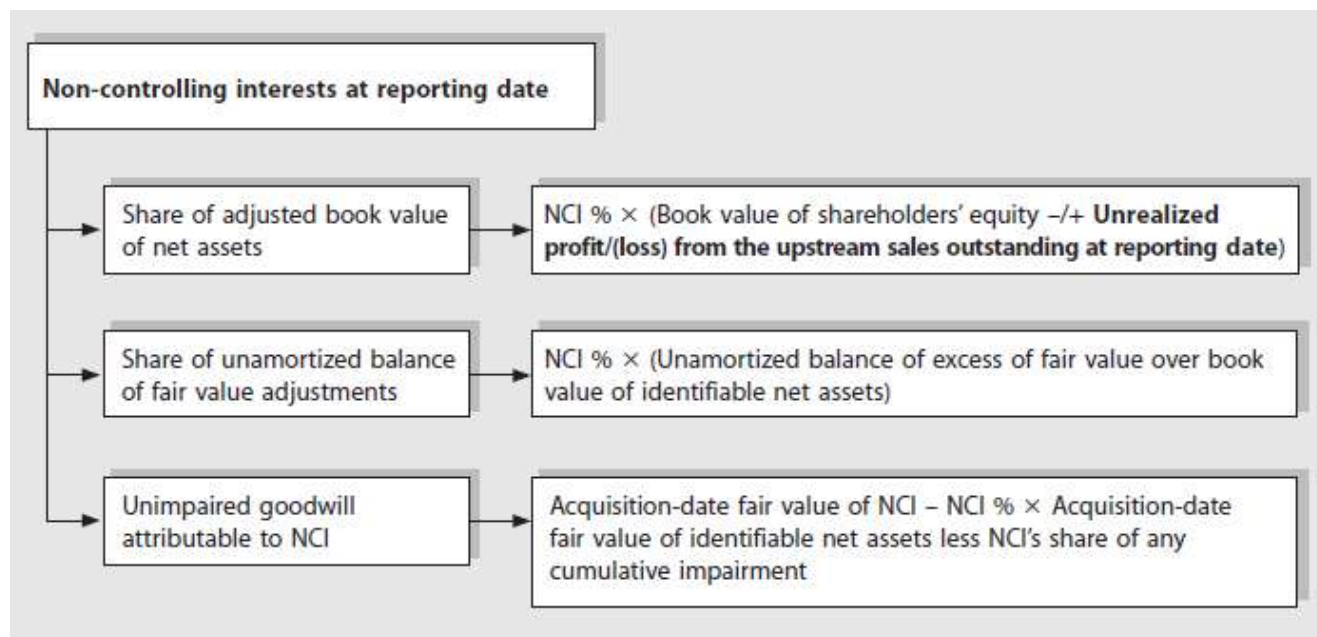 Non-controlling interests at reporting date
Share of adjusted book value
of net assets
NCI % × (Book value of shareholders’ equity –/+ Unrealized
profit/(loss) from the upstream sales outstanding at reporting date)
Share of unamortized balance
of fair value adjustments
NCI % × (Unamortized balance of excess of fair value over book
value of identifiable net assets)
Unimpaired goodwill
attributable to NCI
Acquisition-date fair value of NCI – NCI % × Acquisition-date
fair value of identifiable net assets less NCI’s share of any
cumulative impairment